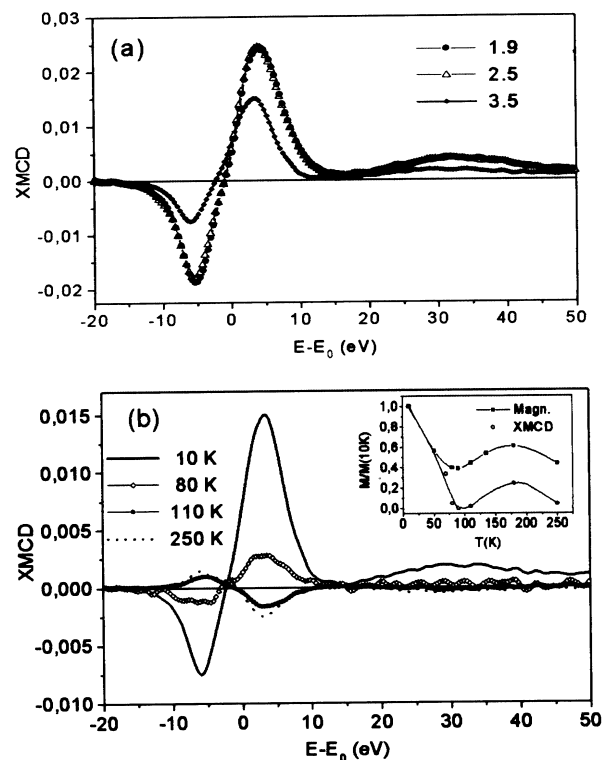 0,03
(a)
1.9
2.5
3.5
0,02
0,01
0,00
-0,01
-0,02
XMCD
-20 -10 0 10 20 30 40 50
E-E0 (eV)
(b)
0,015
0,010
0,005
0,000
-0,005
-0,010
XMCD
10 K
80 K
110 K
250 K
Magn.
XMCD
1,0
0,8
0,6
0,4
0,2
0,0
M/M(10K)
0 50 100 150 200 250
T(K)
-20 -10 0 10 20 30 40 50
E-E0 (eV)